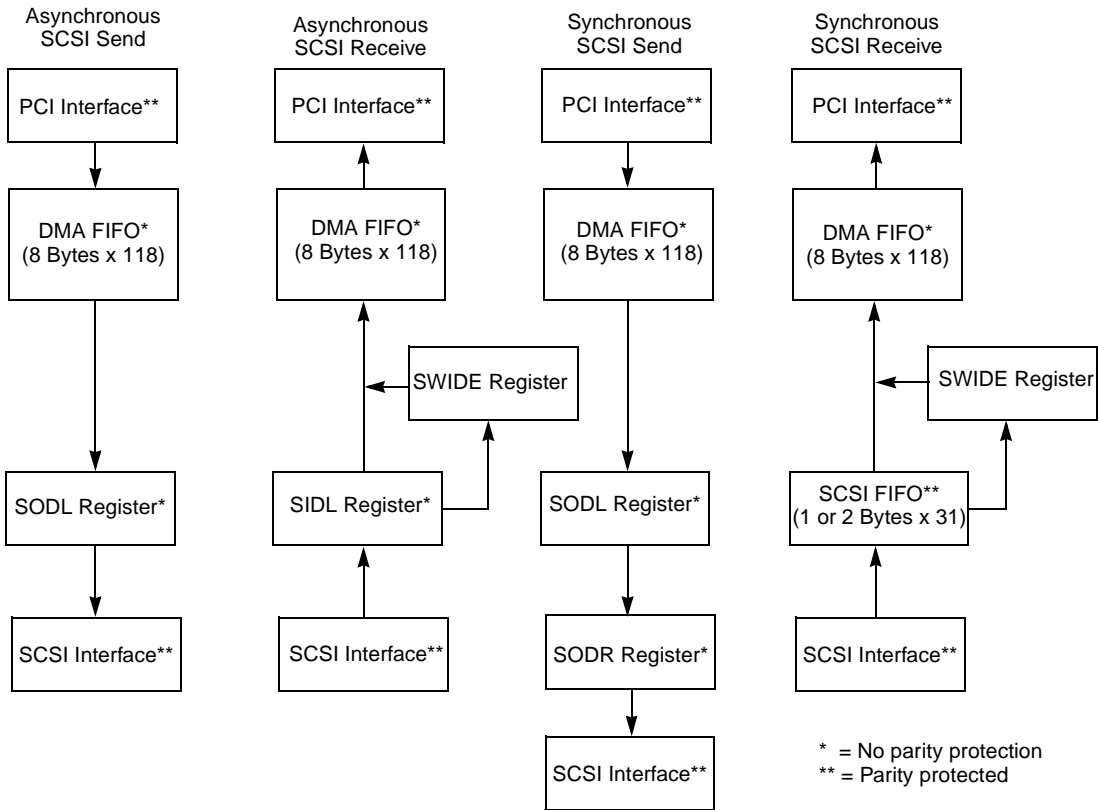 Asynchronous
SCSI Send
PCI Interface**
DMA FIFO*
(8 Bytes x 118)
SODL Register*
SCSI Interface**
Asynchronous
SCSI Receive
PCI Interface**
DMA FIFO*
(8 Bytes x 118)
SWIDE Register
SIDL Register*
SCSI Interface**
Synchronous
SCSI Send
PCI Interface**
DMA FIFO*
(8 Bytes x 118)
SODL Register*
SODR Register*
SCSI Interface**
Synchronous
SCSI Receive
PCI Interface**
DMA FIFO*
(8 Bytes x 118)
SWIDE Register
SCSI FIFO**
(1 or 2 Bytes x 31)
SCSI Interface**
* = No parity protection
** = Parity protected